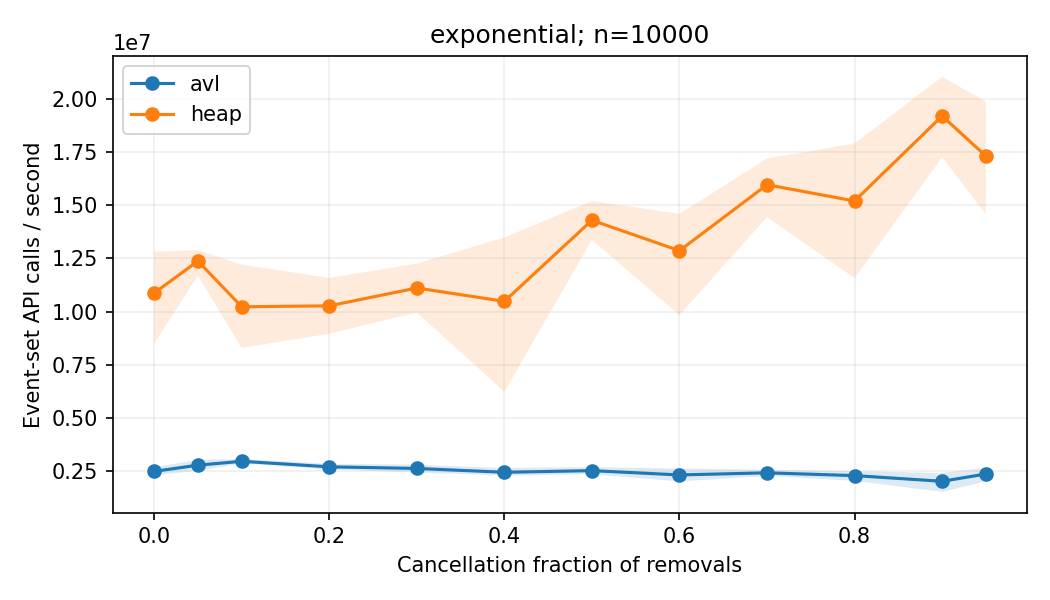 exponential; n=10000
1e7
avl
heap
2.00
1.75
1.50
1.25
1.00
0.75
0.50
0.25
Event-set API calls / second
0.0 0.2 0.4 0.6 0.8
Cancellation fraction of removals